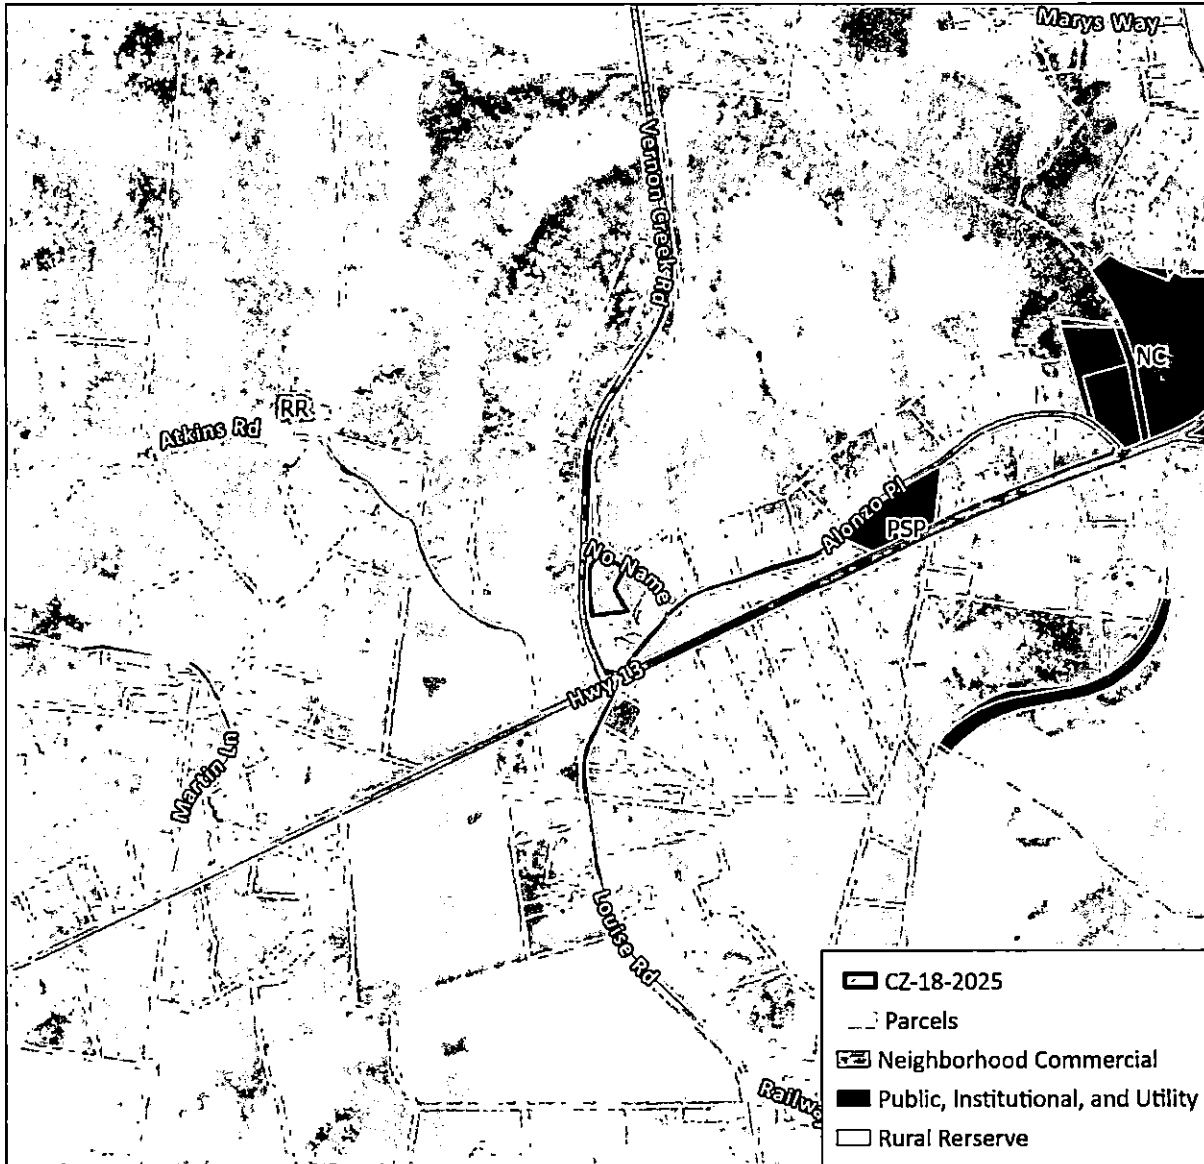 Marys Way
Vernon Creek Rd
NC
RR
Atkins Rd
Alonzo Pl
PSP
No Name
Hwy 13
Martin Ln
Louise Rd
CZ-18-2025
Parcels
Neighborhood Commercial
Public, Institutional, and Utility
Rural Rerserve